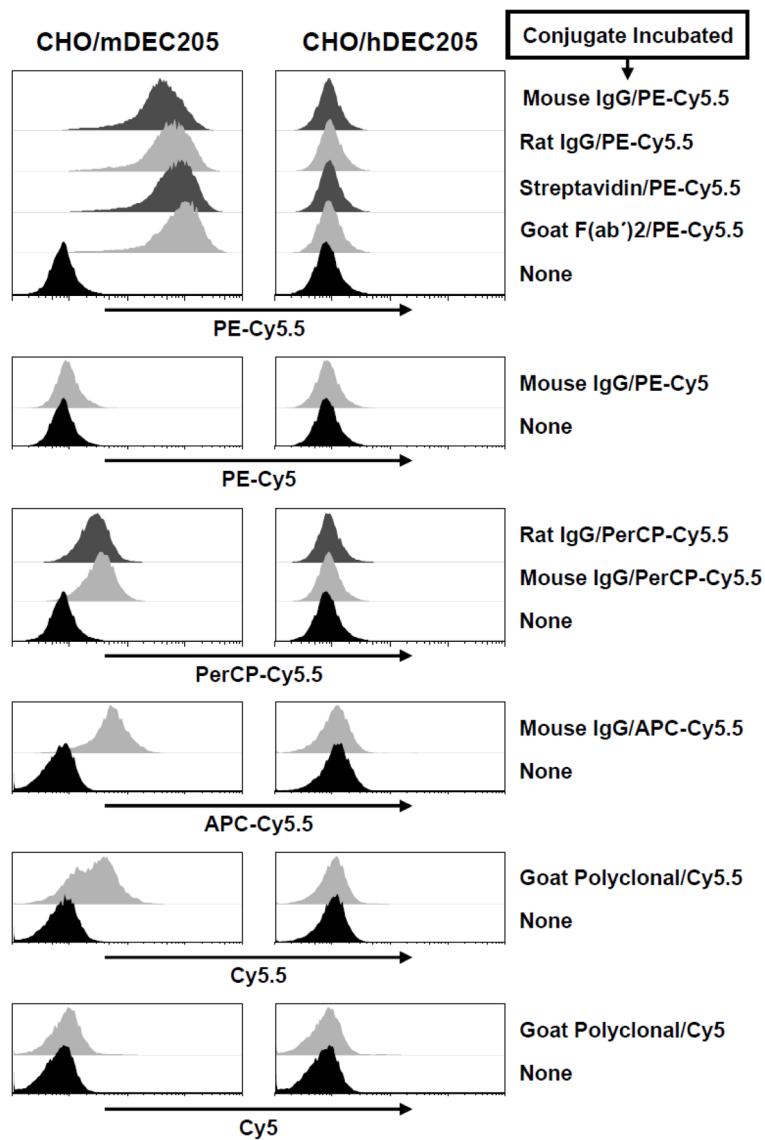 CHO/mDEC205
CHO/hDEC205
Conjugate Incubated
Mouse IgG/PE-Cy5.5
Rat IgG/PE-Cy5.5
Streptavidin/PE-Cy5.5
Goat F(ab´)2/PE-Cy5.5
None
PE-Cy5.5
Mouse IgG/PE-Cy5
None
PE-Cy5
Rat IgG/PerCP-Cy5.5
Mouse IgG/PerCP-Cy5.5
None
PerCP-Cy5.5
Mouse IgG/APC-Cy5.5
None
APC-Cy5.5
Goat Polyclonal/Cy5.5
None
Cy5.5
Goat Polyclonal/Cy5
None
Cy5